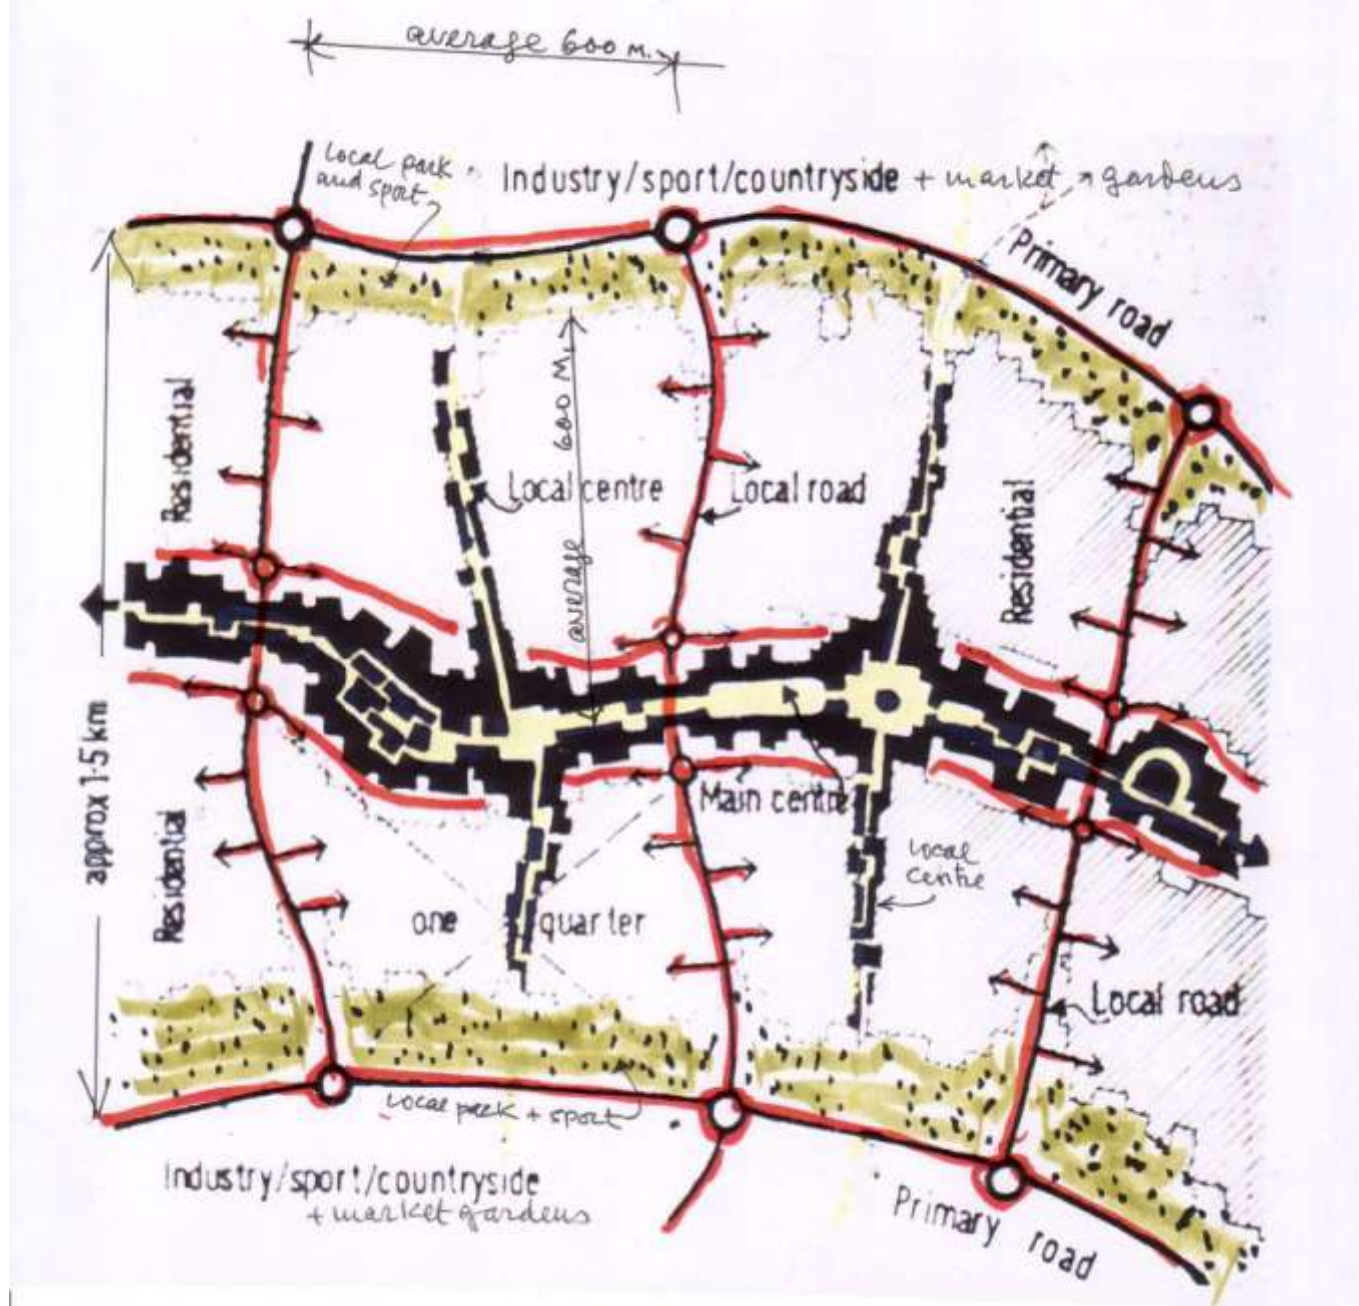 average 600 M.
Local park
and sport
Industry/sport/countryside + market gardens
Primary road
Residential
average 600 M.
Local centre
Local road
Residential
approx 1·5 km
Main centre
Residential
Local
centre
one quarter
Local road
Local park + sport
Industry/sport/countryside
+ market gardens
Primary road